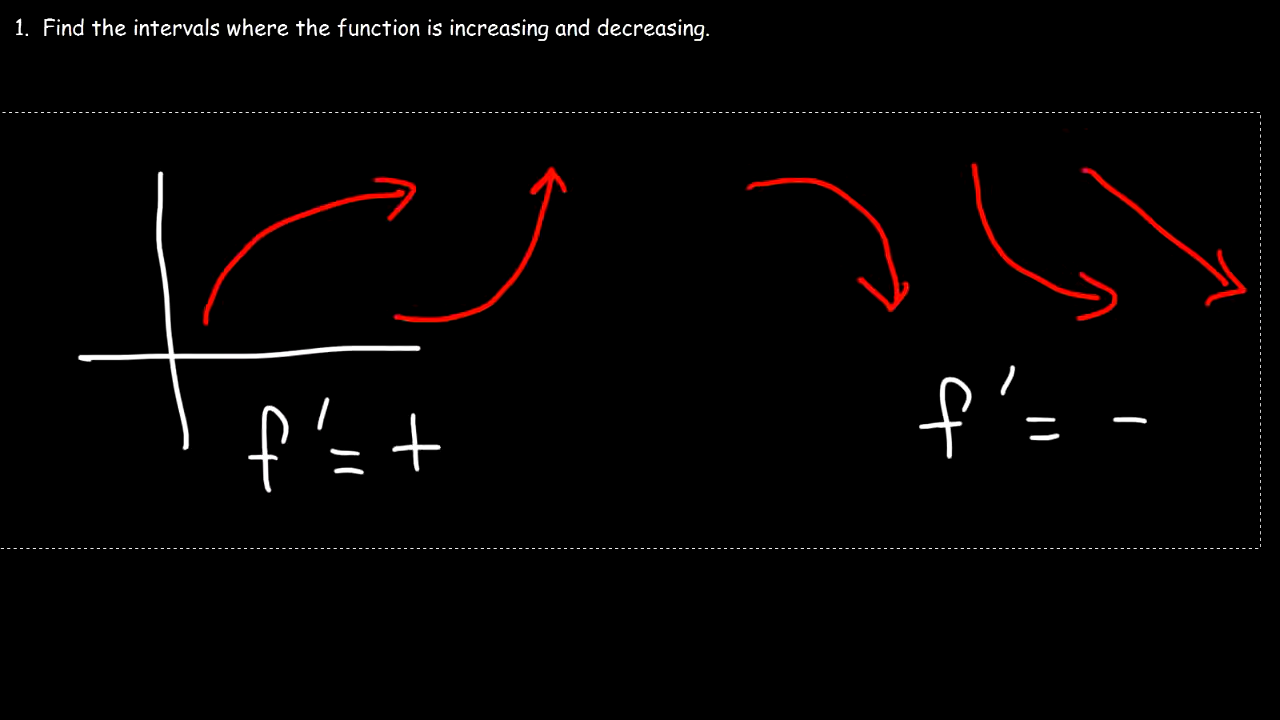 1. Find the intervals where the function is increasing and decreasing.
f' = +
f' = -